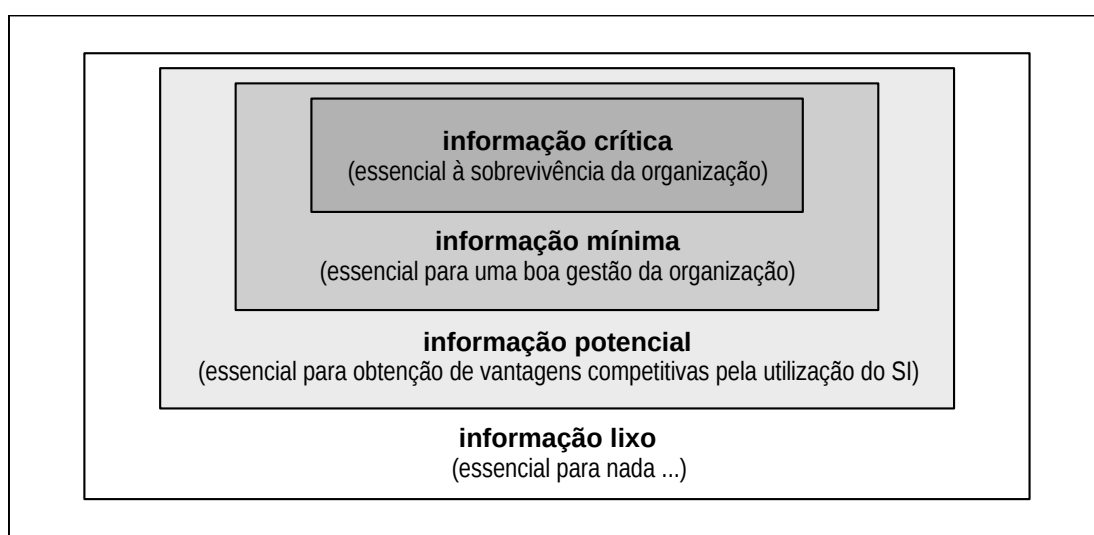 informação crítica
(essencial à sobrevivência da organização)
informação mínima
(essencial para uma boa gestão da organização)
informação potencial
(essencial para obtenção de vantagens competitivas pela utilização do SI)
informação lixo
(essencial para nada ...)